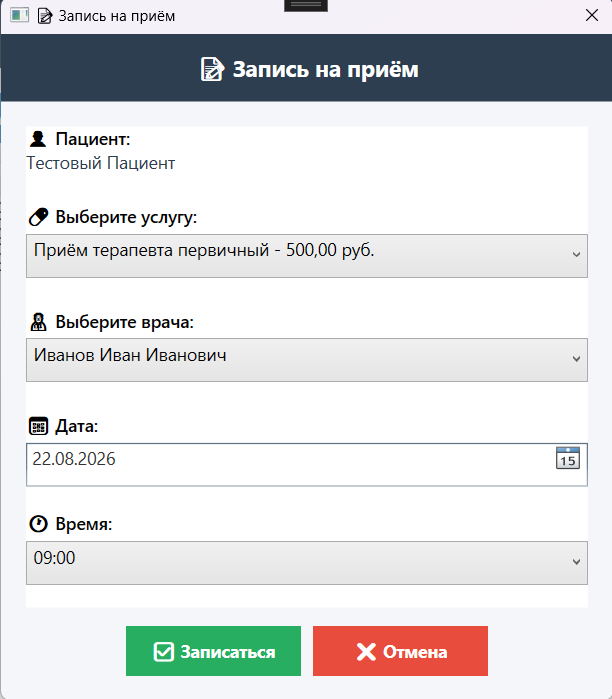 Запись на приём
Запись на приём
Пациент:
Тестовый Пациент
Выберите услугу:
Приём терапевта первичный - 500,00 руб.
Выберите врача:
Иванов Иван Иванович
Дата:
22.08.2026
15
Время:
09:00
Записаться
Отмена